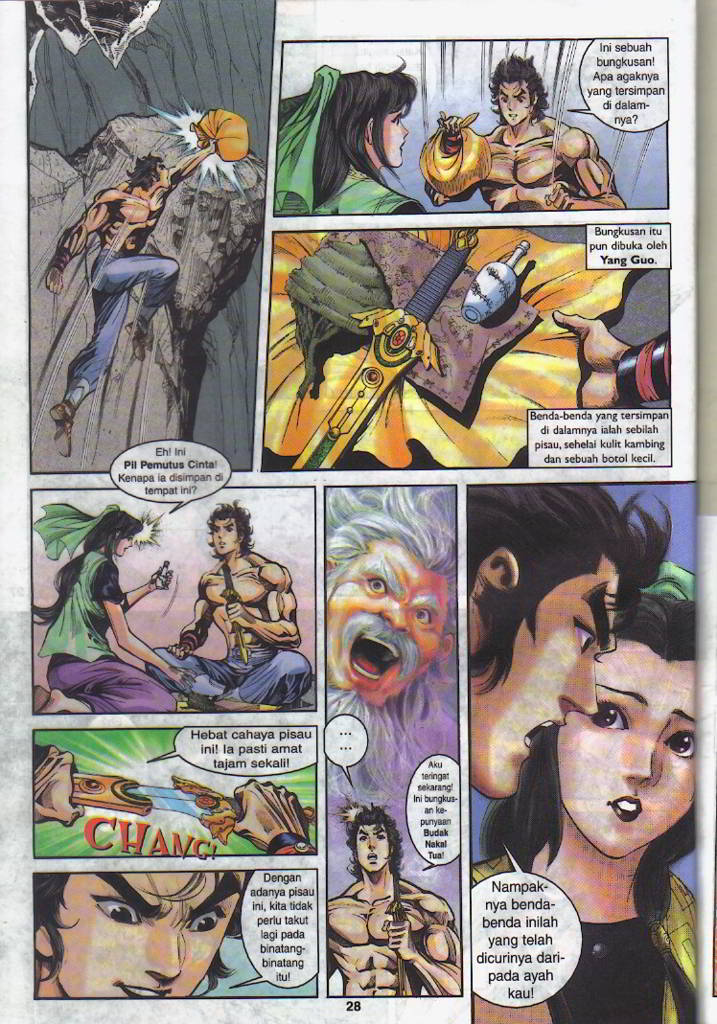 Ini sebuah
bungkusan!
Apa agaknya
yang tersimpan
di dalam-
nya?
Bungkusan itu
pun dibuka oleh
Yang Guo.
Benda-benda yang tersimpan
di dalamnya ialah sebilah
pisau, sehelai kulit kambing
dan sebuah botol kecil.
Eh! Ini
Pil Pemutus Cinta!
Kenapa ia disimpan di
tempat ini?
Hebat cahaya pisau
ini! Ia pasti amat
tajam sekali!
CHANG!
Dengan
adanya pisau
ini, kita tidak
perlu takut
lagi pada
binatang-
binatang
itu!
...
...
Aku
teringat
sekarang!
Ini bungkus-
an ke-
punyaan
Budak
Nakal
Tua!
Nampak-
nya benda-
benda inilah
yang telah
dicurinya dari-
pada ayah
kau!
28